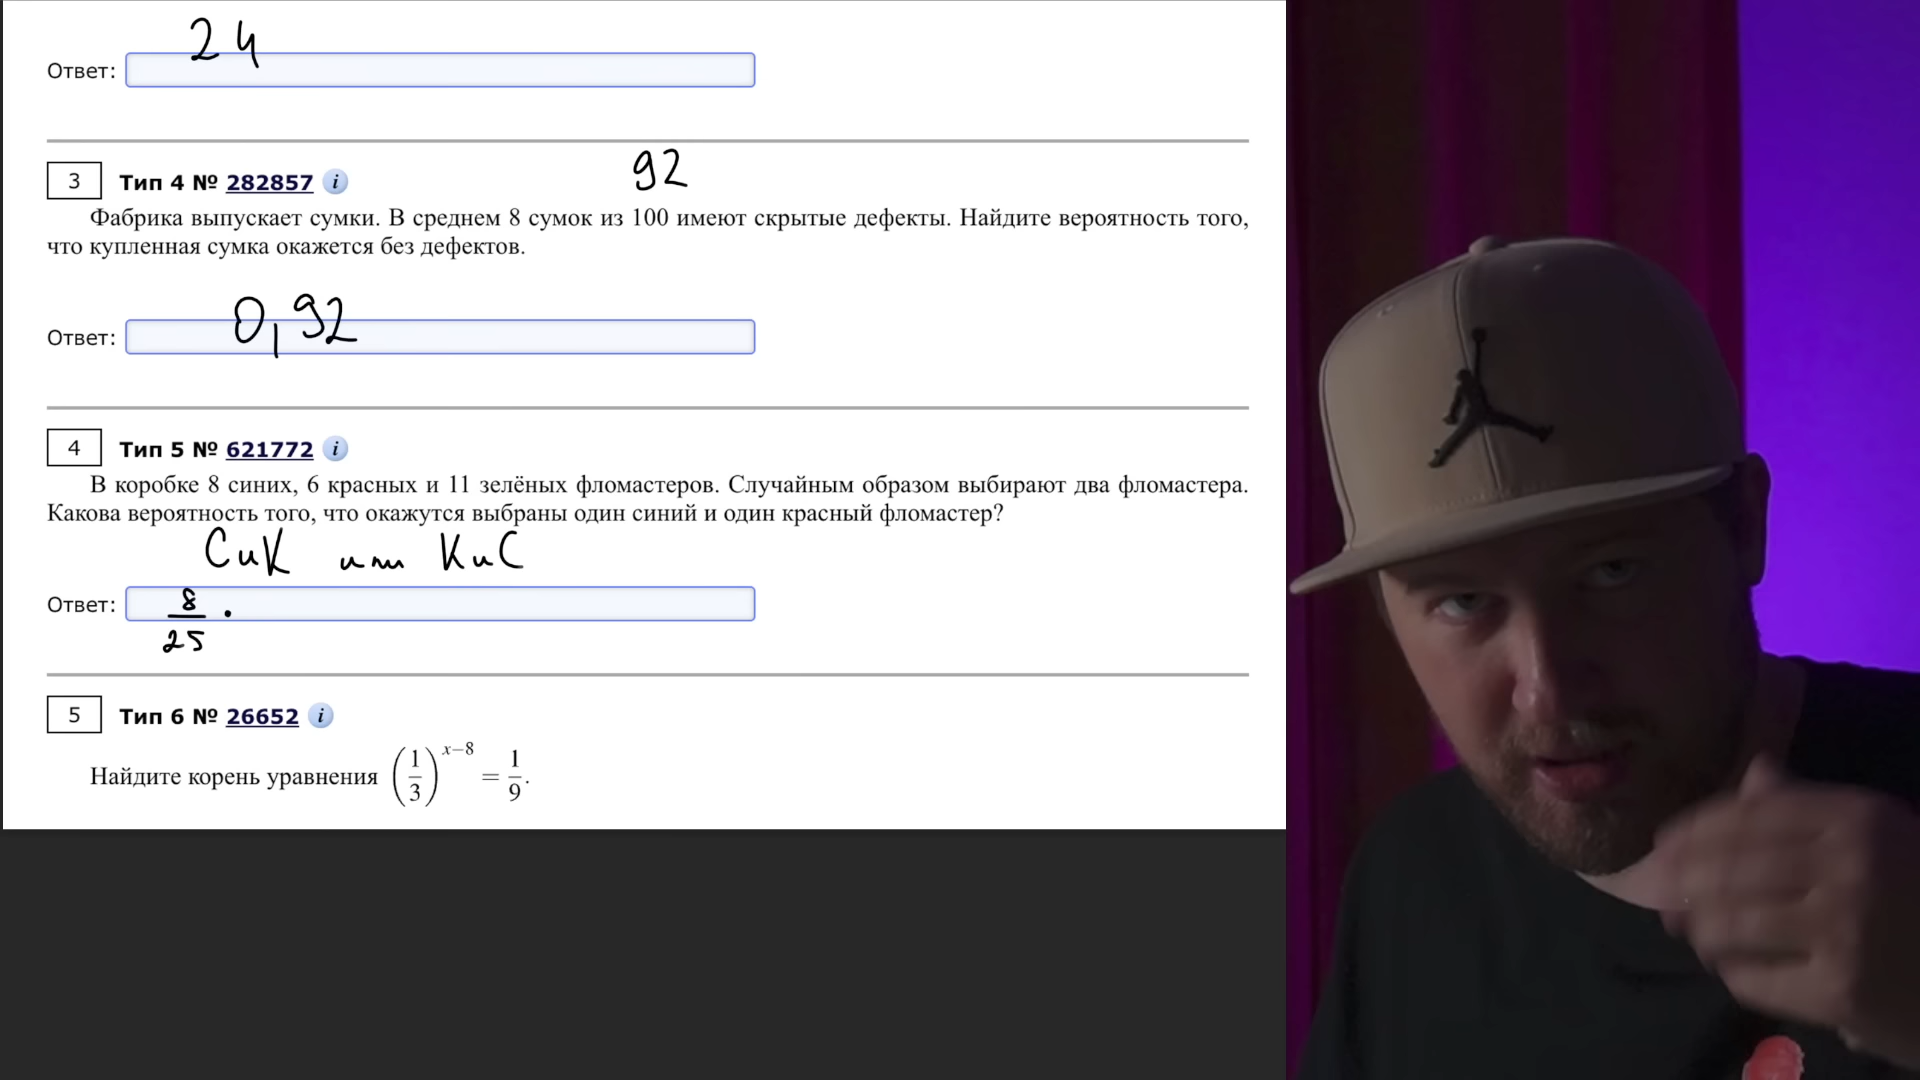 24
Ответ:
92
3 Тип 4 № 282857 i
Фабрика выпускает сумки. В среднем 8 сумок из 100 имеют скрытые дефекты. Найдите вероятность того,
что купленная сумка окажется без дефектов.
0,92
Ответ:
4 Тип 5 № 621772 i
В коробке 8 синих, 6 красных и 11 зелёных фломастеров. Случайным образом выбирают два фломастера.
Какова вероятность того, что окажутся выбраны один синий и один красный фломастер?
СиК или КиС
Ответ: 8/25 ·
5 Тип 6 № 26652 i
Найдите корень уравнения (1/3)^(x−8) = 1/9.